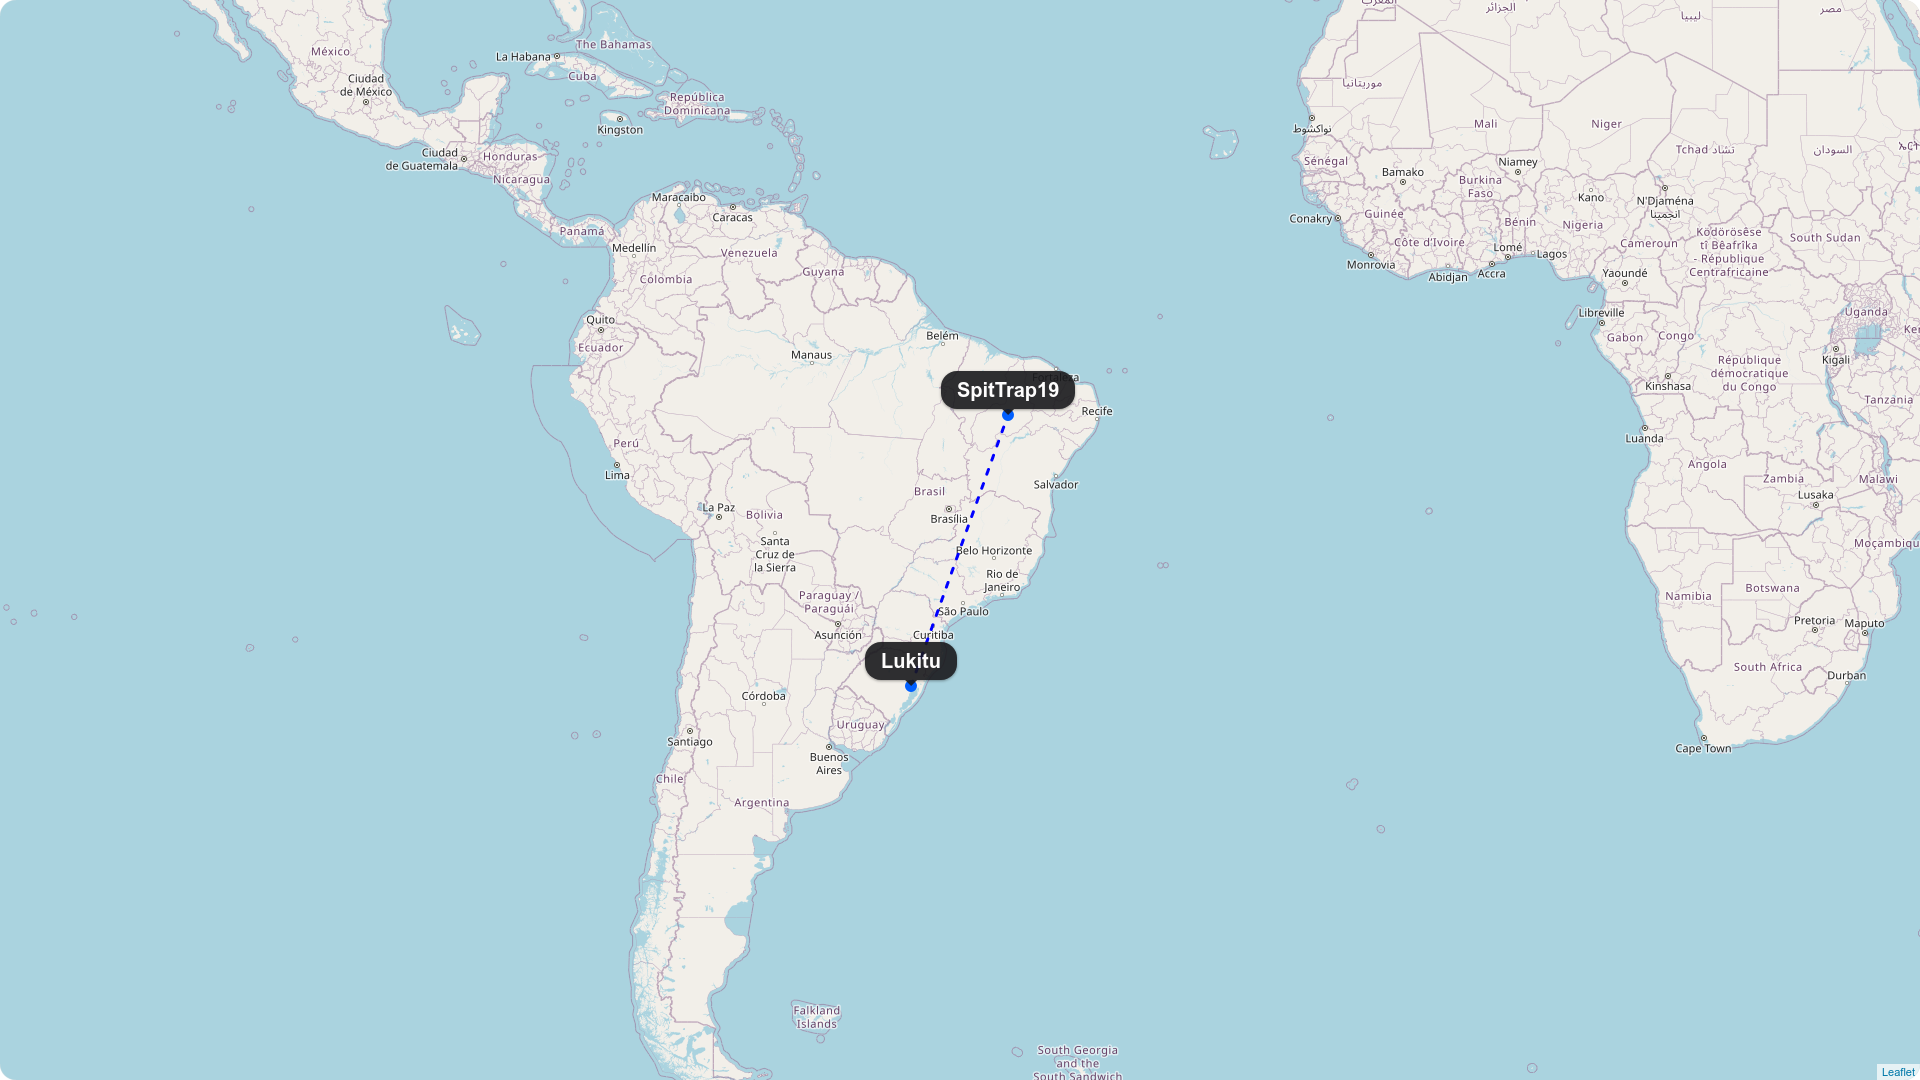 المغرب
الجزائر
ليبيا
مصر
The Bahamas
México
La Habana
Cuba
Ciudad
de México
موريتانيا
República
Dominicana
Kingston
نواكشوط
Mali
Niger
Tchad تشاد
السودان
Ciudad
de Guatemala
Honduras
Nicaragua
Sénégal
Bamako
Niamey
Burkina
Faso
Kano
N'Djaména
انجمينا
Maracaibo
Caracas
Conakry
Guinée
Bénin
Nigeria
Panamá
Medellín
Venezuela
Côte d'Ivoire
Lomé
Lagos
Cameroun
Ködörösêse
tî Bêafrîka
- République
Centrafricaine
South Sudan
Colombia
Guyana
Monrovia
Abidjan
Accra
Yaoundé
Quito
Ecuador
Belém
Manaus
Libreville
Gabon
Congo
Uganda
Kigali
Fortaleza
SpitTrap19
Recife
République
démocratique
du Congo
Kinshasa
Tanzania
Perú
Lima
Luanda
Angola
Zambia
Malawi
Lusaka
Salvador
Brasil
Brasília
La Paz
Bolivia
Santa
Cruz de
la Sierra
Belo Horizonte
Rio de
Janeiro
São Paulo
Moçambiqu
Botswana
Namibia
Paraguay /
Paraguái
Asunción
Curitiba
Lukitu
Pretoria
Maputo
South Africa
Durban
Córdoba
Uruguay
Santiago
Buenos
Aires
Cape Town
Chile
Argentina
Falkland
Islands
South Georgia
and the
South Sandwich
Leaflet